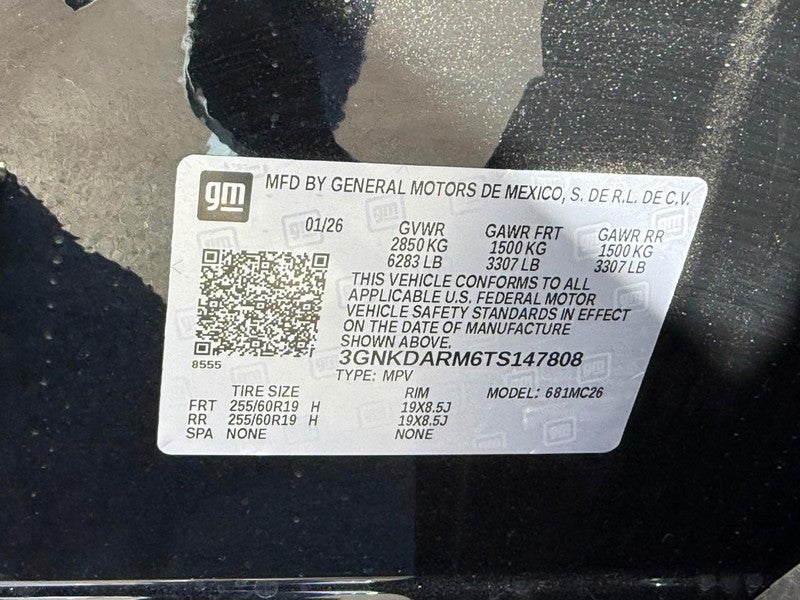 gm MFD BY GENERAL MOTORS DE MEXICO, S. DE R.L. DE C.V.
01/26 GVWR GAWR FRT GAWR RR
2850 KG 1500 KG 1500 KG
6283 LB 3307 LB 3307 LB
THIS VEHICLE CONFORMS TO ALL
APPLICABLE U.S. FEDERAL MOTOR
VEHICLE SAFETY STANDARDS IN EFFECT
ON THE DATE OF MANUFACTURE
SHOWN ABOVE.
8555 3GNKDARM6TS147808
TYPE: MPV
TIRE SIZE RIM MODEL: 681MC26
FRT 255/60R19 H 19X8.5J
RR 255/60R19 H 19X8.5J
SPA NONE NONE